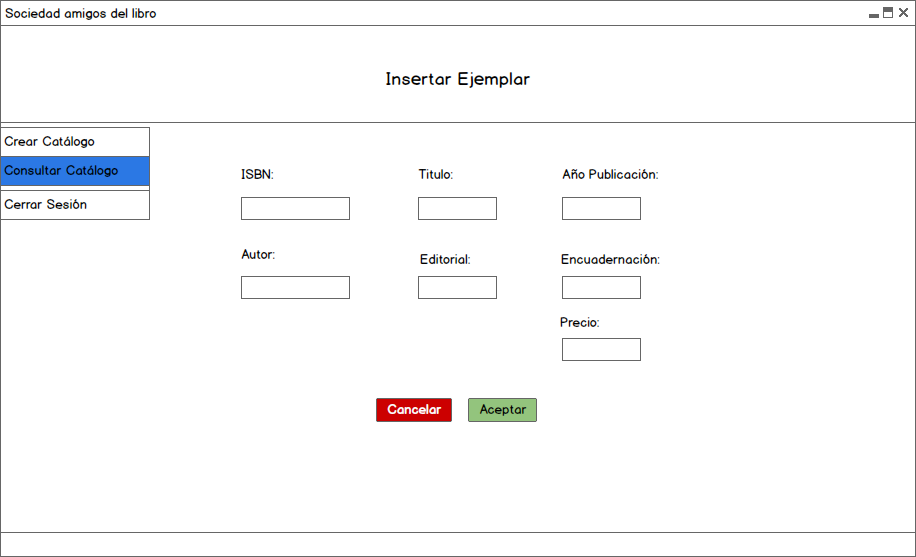 Sociedad amigos del libro
Insertar Ejemplar
Crear Catálogo
Consultar Catálogo
Cerrar Sesión
ISBN: Titulo: Año Publicación:
Autor: Editorial: Encuadernación:
Precio:
Cancelar Aceptar